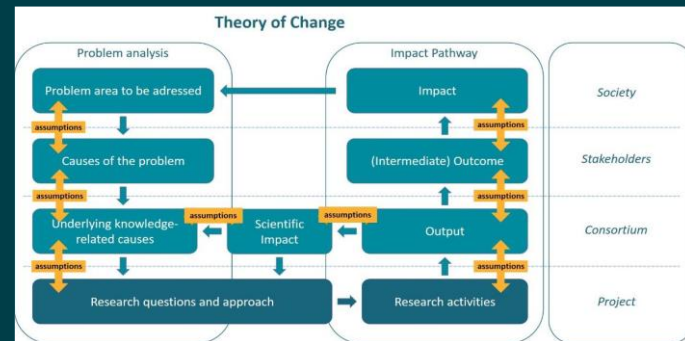 Theory of Change
Problem analysis
Impact Pathway
Problem area to be adressed
Impact
Society
assumptions
assumptions
Causes of the problem
(Intermediate) Outcome
Stakeholders
assumptions
assumptions
assumptions
assumptions
Underlying knowledge-
related causes
Scientific
Impact
Output
Consortium
assumptions
assumptions
Research questions and approach
Research activities
Project